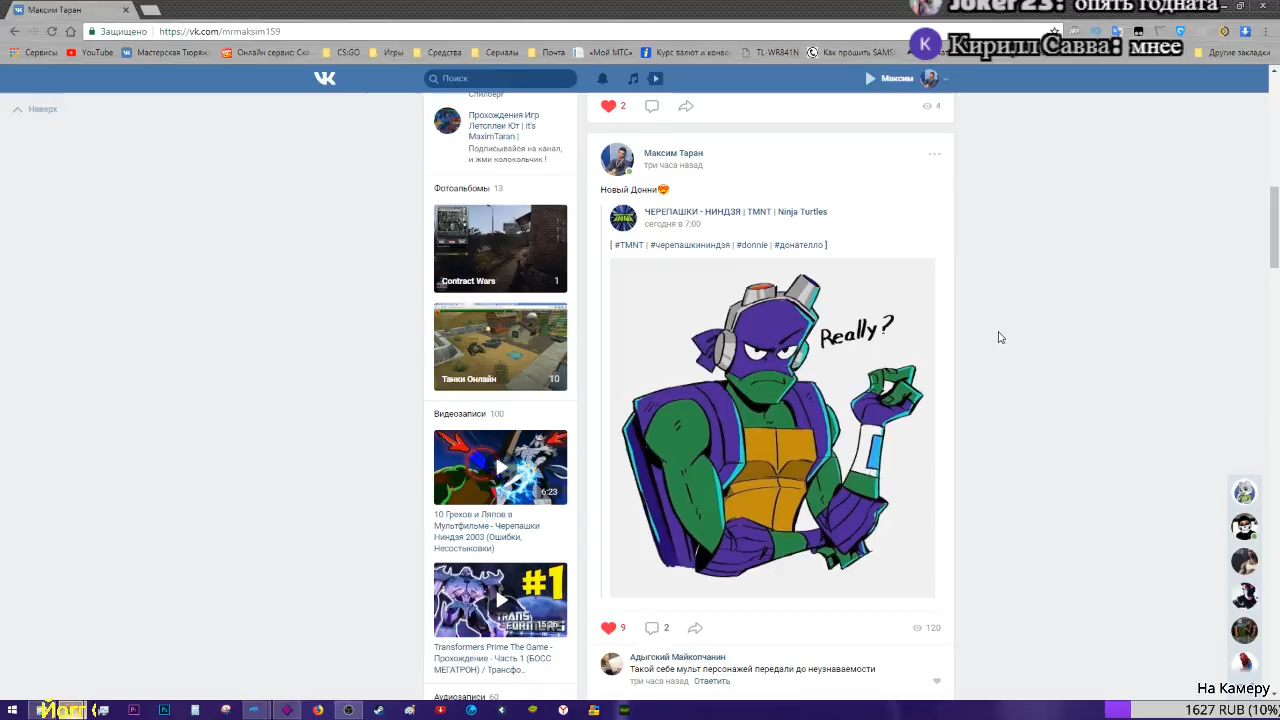 Максим Таран
Joker23: опять годната
Защищено
https://vk.com/mrmaksim159
Кирилл Савва: мнее
Сервисы
YouTube
Мастерская Тюрян
Онлайн-Сервис Ска
CS:GO
Игры
Средства
Сериалы
Почта
«Мой МТС»
Курс валют и конве
TL-WR841N
Как прошить SAMS
Другие закладки
Поиск
Максим
Наверх
Спилберг
Прохождения Игр
Летсплеи Ют | it's
MaximTaran |
Подписывайся на канал,
и жми колокольчик !
Фотоальбомы 13
Contract Wars 1
Танки Онлайн 10
Видеозаписи 100
6:23
10 Грехов и Ляпов в
Мультфильме - Черепашки
Ниндзя 2003 (Ошибки,
Несостыковки)
#1
TRANSFORMERS
15:26
Transformers Prime The Game -
Прохождение - Часть 1 (БОСС
МЕГАТРОН) / Трансфо..
Аудиозаписи 60
2
4
Максим Таран
три часа назад
Новый Донни
ЧЕРЕПАШКИ - НИНДЗЯ | TMNT | Ninja Turtles
сегодня в 7:00
[ #TMNT | #черепашкининдзя | #donnie | #донателло ]
Really?
9
2
120
Адыгский Майкопчанин
Такой себе мульт персонажей передали до неузнаваемости
три часа назад Ответить
На Камеру
1627 RUB (10%)